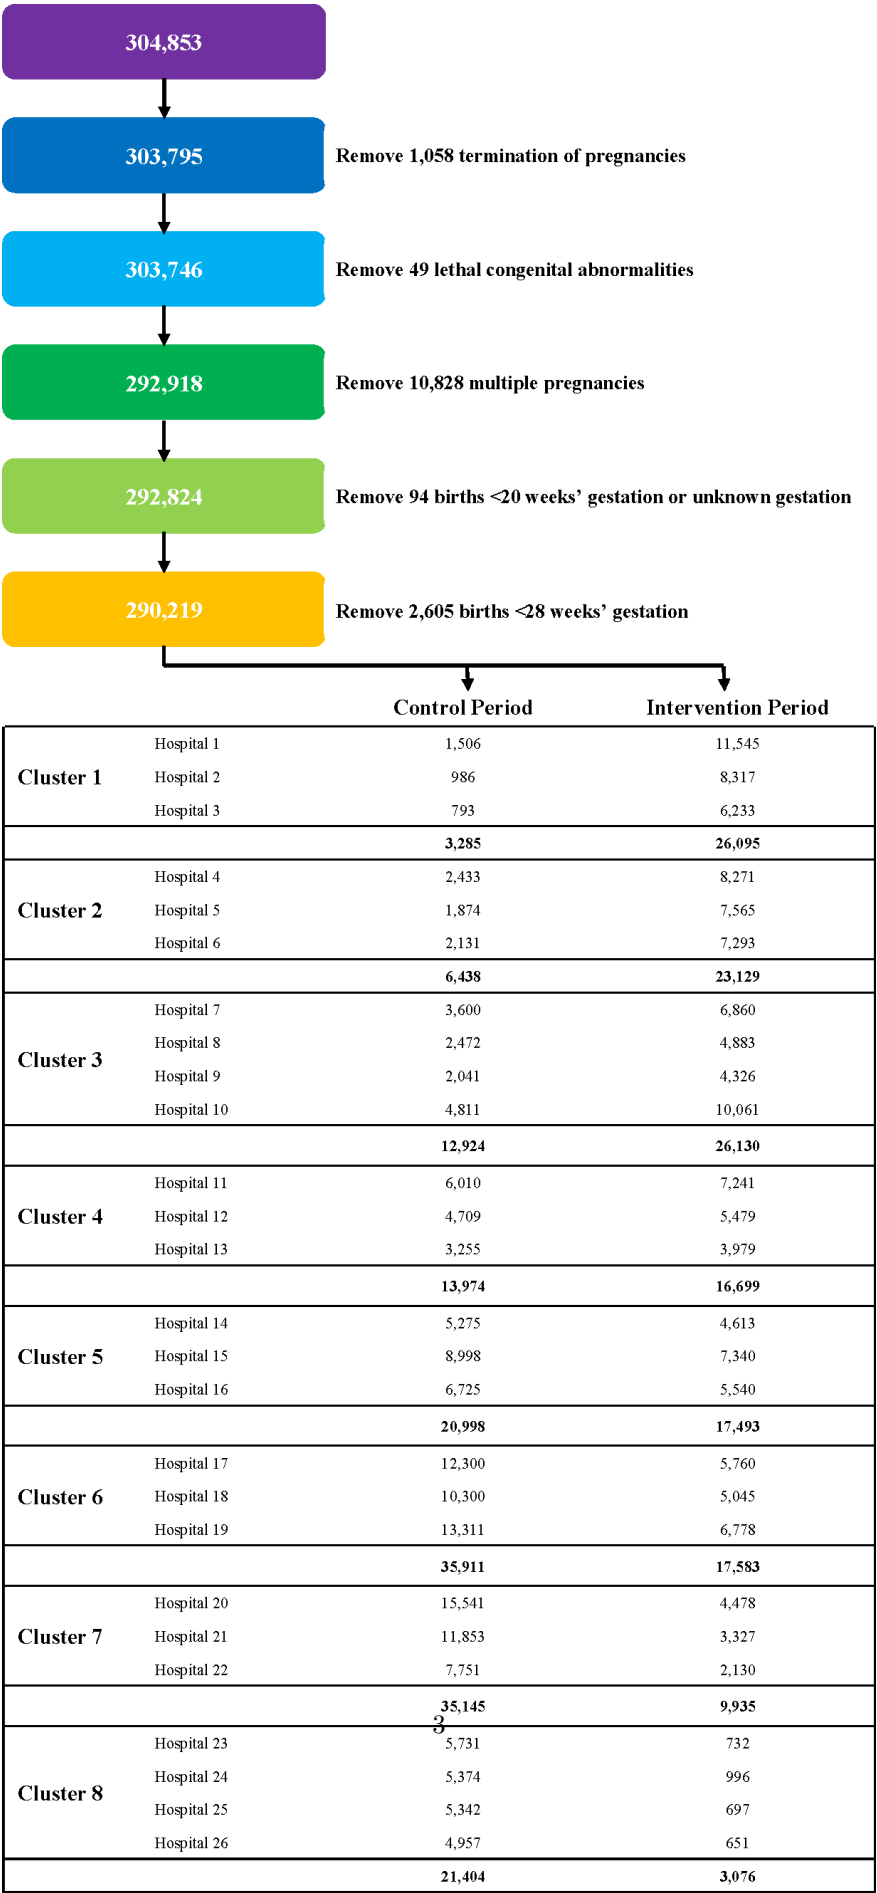 304,853
303,795 Remove 1,058 termination of pregnancies
303,746 Remove 49 lethal congenital abnormalities
292,918 Remove 10,828 multiple pregnancies
292,824 Remove 94 births <20 weeks’ gestation or unknown gestation
290,219 Remove 2,605 births <28 weeks’ gestation
Control Period Intervention Period
Hospital 1 1,506 11,545
Cluster 1 Hospital 2 986 8,317
Hospital 3 793 6,233
3,285 26,095
Hospital 4 2,433 8,271
Cluster 2 Hospital 5 1,874 7,565
Hospital 6 2,131 7,293
6,438 23,129
Hospital 7 3,600 6,860
Hospital 8 2,472 4,883
Cluster 3
Hospital 9 2,041 4,326
Hospital 10 4,811 10,061
12,924 26,130
Hospital 11 6,010 7,241
Cluster 4 Hospital 12 4,709 5,479
Hospital 13 3,255 3,979
13,974 16,699
Hospital 14 5,275 4,613
Cluster 5 Hospital 15 8,998 7,340
Hospital 16 6,725 5,540
20,998 17,493
Hospital 17 12,300 5,760
Cluster 6 Hospital 18 10,300 5,045
Hospital 19 13,311 6,778
35,911 17,583
Hospital 20 15,541 4,478
Cluster 7 Hospital 21 11,853 3,327
Hospital 22 7,751 2,130
35,145 9,935
3
Hospital 23 5,731 732
Hospital 24 5,374 996
Cluster 8
Hospital 25 5,342 697
Hospital 26 4,957 651
21,404 3,076